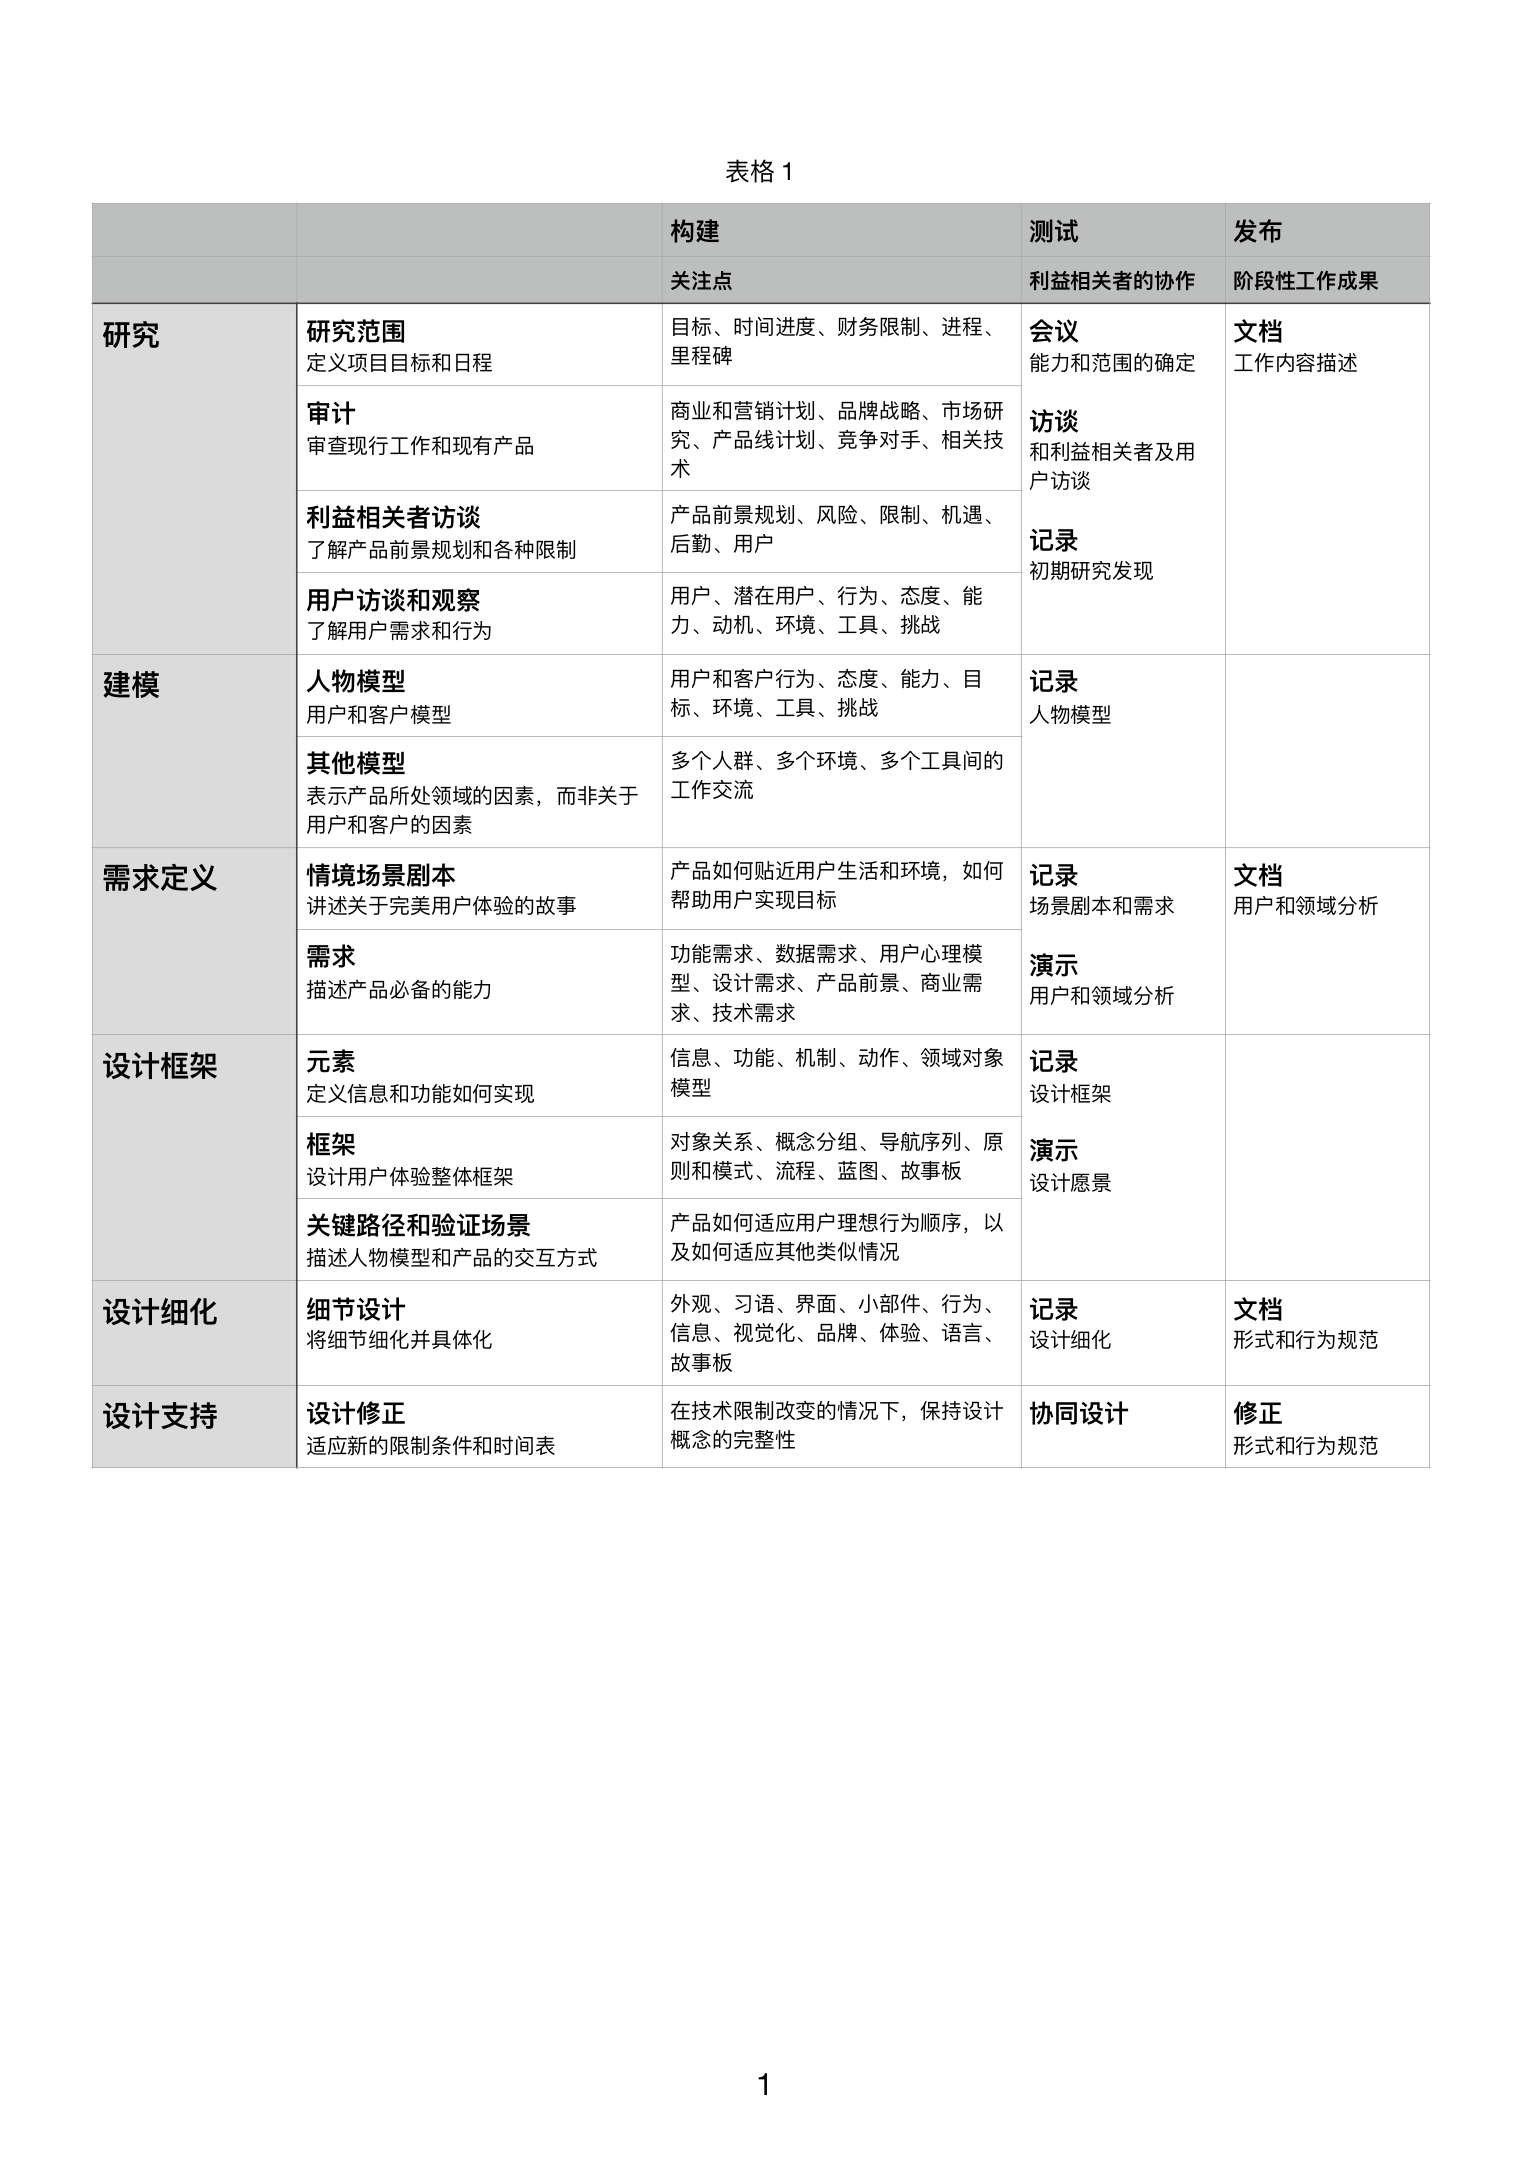 表格 1
构建
测试
发布
关注点
利益相关者的协作
阶段性工作成果
研究
研究范围
定义项目目标和日程
目标、时间进度、财务限制、进程、
里程碑
会议
能力和范围的确定
访谈
和利益相关者及用
户访谈
记录
初期研究发现
文档
工作内容描述
审计
审查现行工作和现有产品
商业和营销计划、品牌战略、市场研
究、产品线计划、竞争对手、相关技
术
利益相关者访谈
了解产品前景规划和各种限制
产品前景规划、风险、限制、机遇、
后勤、用户
用户访谈和观察
了解用户需求和行为
用户、潜在用户、行为、态度、能
力、动机、环境、工具、挑战
建模
人物模型
用户和客户模型
用户和客户行为、态度、能力、目
标、环境、工具、挑战
记录
人物模型
其他模型
表示产品所处领域的因素，而非关于
用户和客户的因素
多个人群、多个环境、多个工具间的
工作交流
需求定义
情境场景剧本
讲述关于完美用户体验的故事
产品如何贴近用户生活和环境，如何
帮助用户实现目标
记录
场景剧本和需求
演示
用户和领域分析
文档
用户和领域分析
需求
描述产品必备的能力
功能需求、数据需求、用户心理模
型、设计需求、产品前景、商业需
求、技术需求
设计框架
元素
定义信息和功能如何实现
信息、功能、机制、动作、领域对象
模型
记录
设计框架
演示
设计愿景
框架
设计用户体验整体框架
对象关系、概念分组、导航序列、原
则和模式、流程、蓝图、故事板
关键路径和验证场景
描述人物模型和产品的交互方式
产品如何适应用户理想行为顺序，以
及如何适应其他类似情况
设计细化
细节设计
将细节细化并具体化
外观、习语、界面、小部件、行为、
信息、视觉化、品牌、体验、语言、
故事板
记录
设计细化
文档
形式和行为规范
设计支持
设计修正
适应新的限制条件和时间表
在技术限制改变的情况下，保持设计
概念的完整性
协同设计
修正
形式和行为规范
1